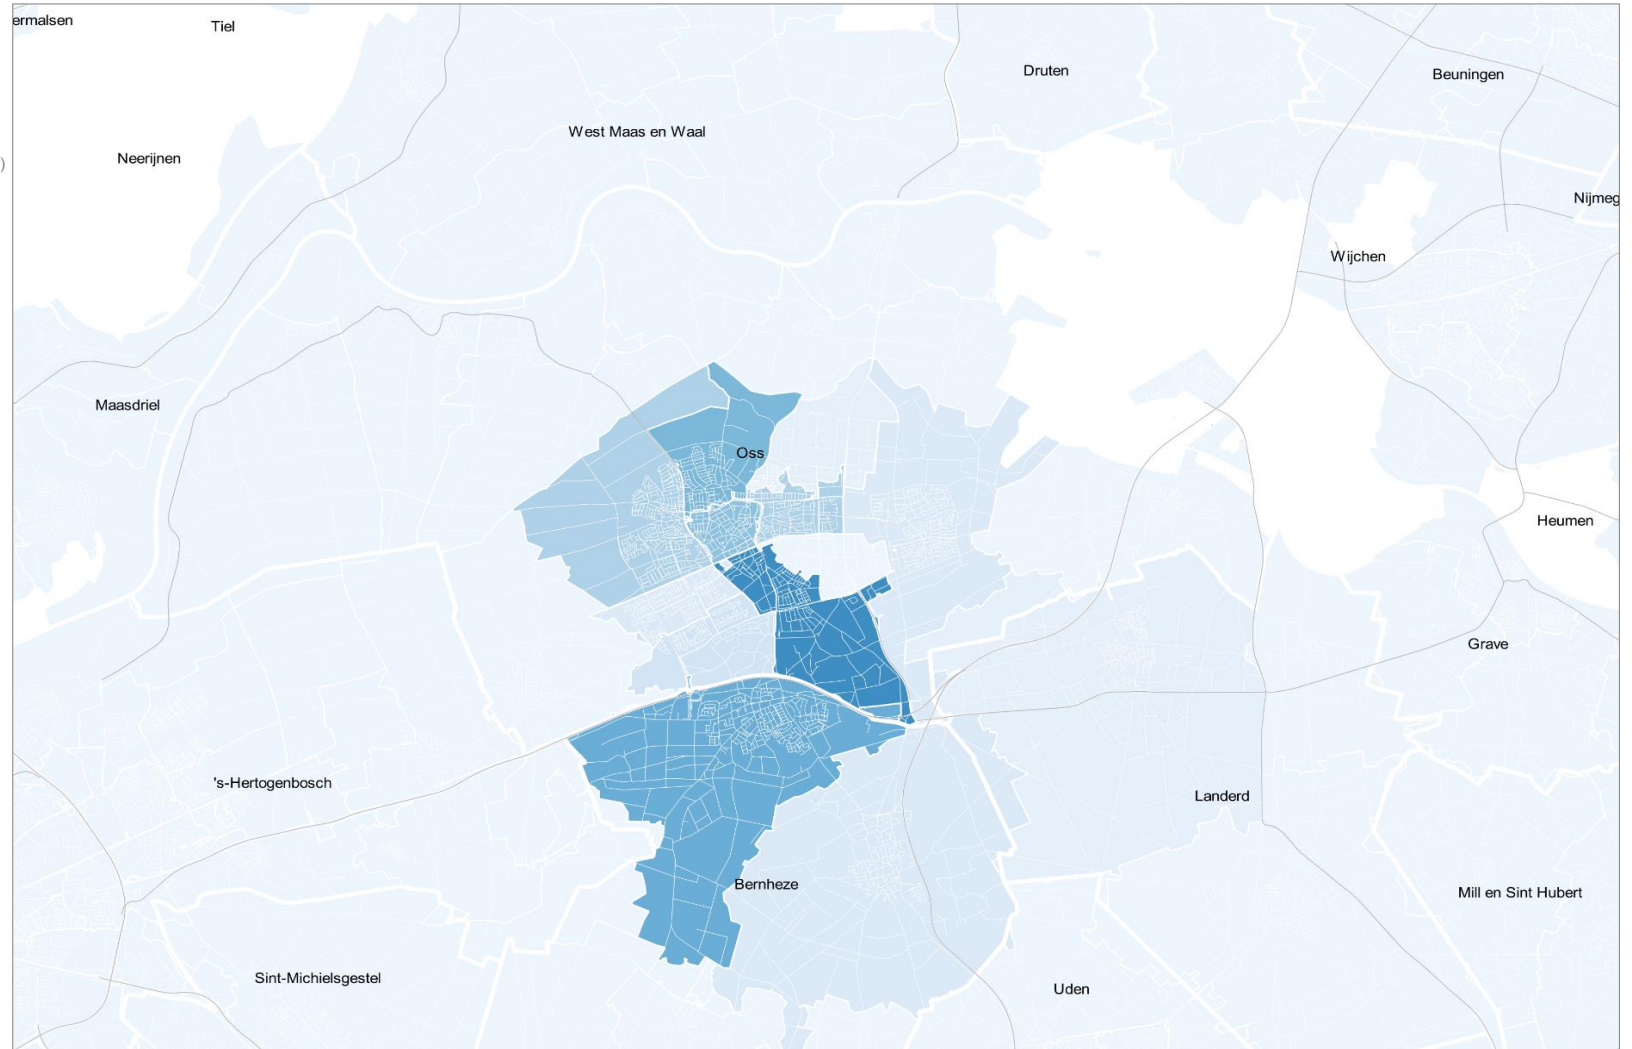 ermalsen
Tiel
Druten
Beuningen
West Maas en Waal
Neerijnen
)
Nijmeg
Wijchen
Maasdriel
Oss
Heumen
Grave
's-Hertogenbosch
Landerd
Bernheze
Mill en Sint Hubert
Sint-Michielsgestel
Uden